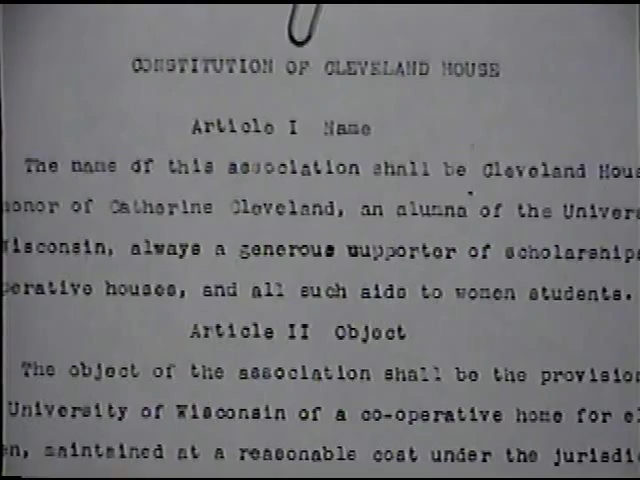 CONSTITUTION OF CLEVELAND HOUSE
Article I Name
The name of this association shall be Cleveland Hous
honor of Catherine Cleveland, an alumna of the Univers
Wisconsin, always a generous supporter of scholarships
perative houses, and all such aids to women students.
Article II Object
The object of the association shall be the provision
University of Wisconsin of a co-operative home for el
en, maintained at a reasonable cost under the jurisdic